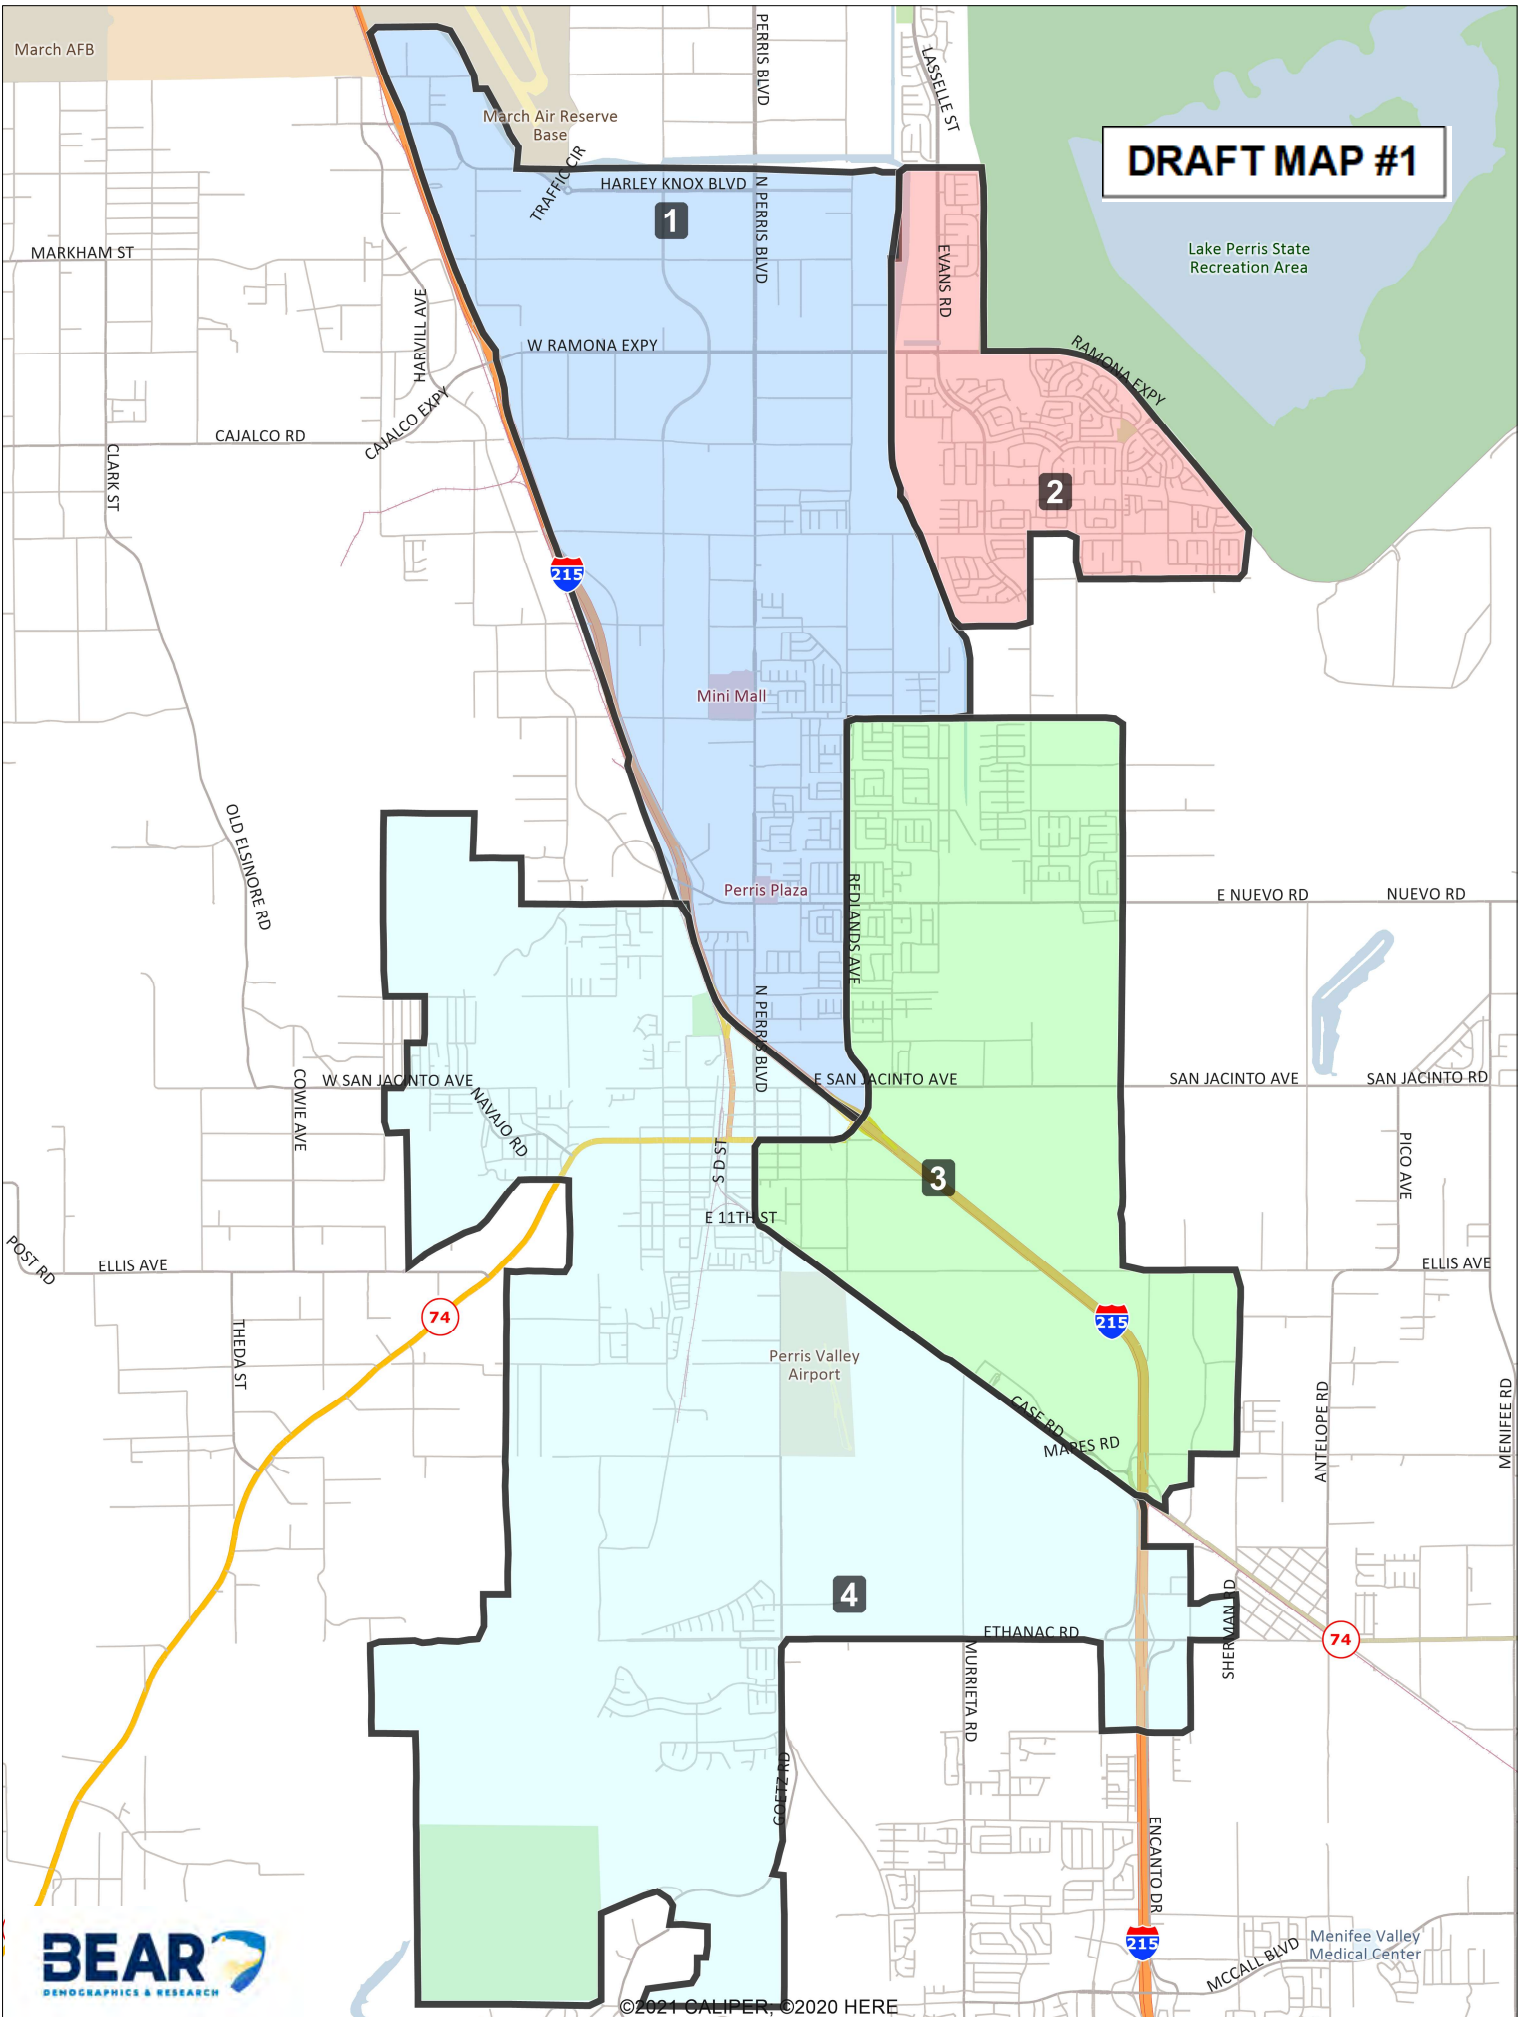 March AFB
PERRIS BLVD
LASSELLE ST
March Air Reserve
Base
DRAFT MAP #1
TRAFFIC CIR
HARLEY KNOX BLVD
N PERRIS BLVD
1
MARKHAM ST
EVANS RD
Lake Perris State
Recreation Area
HARVILL AVE
W RAMONA EXPY
RAMONA EXPY
CAJALCO EXPY
CAJALCO RD
CLARK ST
2
215
Mini Mall
OLD ELSINORE RD
Perris Plaza
REDLANDS AVE
E NUEVO RD
NUEVO RD
N PERRIS BLVD
W SAN JACINTO AVE
E SAN JACINTO AVE
SAN JACINTO AVE
SAN JACINTO RD
COWIE AVE
NAVAJO RD
S D ST
PICO AVE
3
E 11TH ST
POST RD
ELLIS AVE
ELLIS AVE
74
215
THEDA ST
Perris Valley
Airport
CASE RD
MAPES RD
ANTELOPE RD
MENIFEE RD
4
ETHANAC RD
SHERMAN RD
74
MURRIETA RD
GOETZ RD
ENCANTO DR
215
MCCALL BLVD
Menifee Valley
Medical Center
BEAR
DEMOGRAPHICS & RESEARCH
©2021 CALIPER; ©2020 HERE